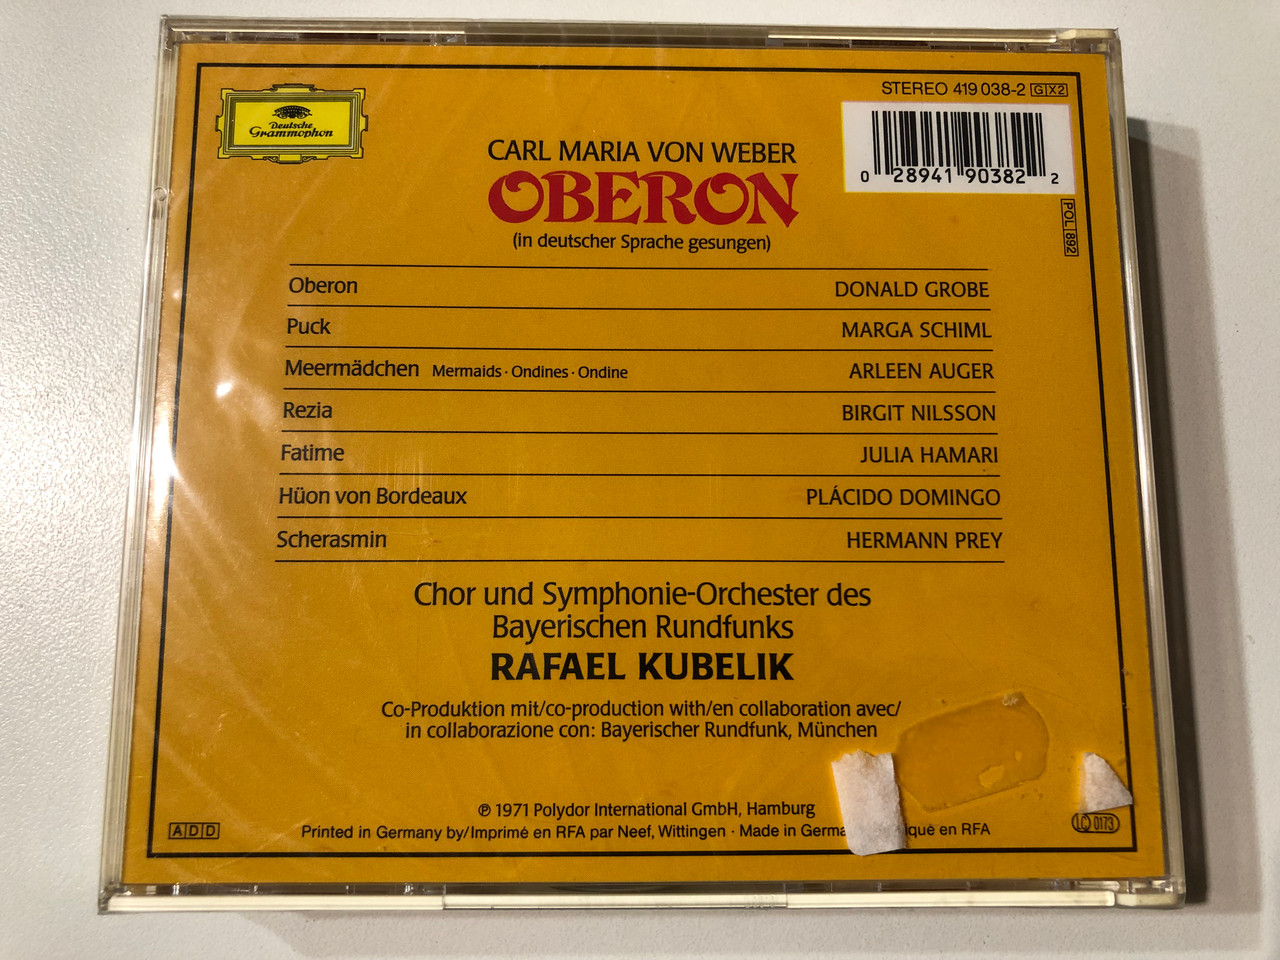 Deutsche
Grammophon
STEREO 419 038-2 G X2
0 28941 90382 2
POL 892
CARL MARIA VON WEBER
OBERON
(in deutscher Sprache gesungen)
Oberon DONALD GROBE
Puck MARGA SCHIML
Meermädchen Mermaids · Ondines · Ondine ARLEEN AUGER
Rezia BIRGIT NILSSON
Fatime JULIA HAMARI
Hüon von Bordeaux PLÁCIDO DOMINGO
Scherasmin HERMANN PREY
Chor und Symphonie-Orchester des
Bayerischen Rundfunks
RAFAEL KUBELIK
Co-Produktion mit/co-production with/en collaboration avec/
in collaborazione con: Bayerischer Rundfunk, München
℗ 1971 Polydor International GmbH, Hamburg
ADD
Printed in Germany by/Imprimé en RFA par Neef, Wittingen · Made in en RFA
LC 0173